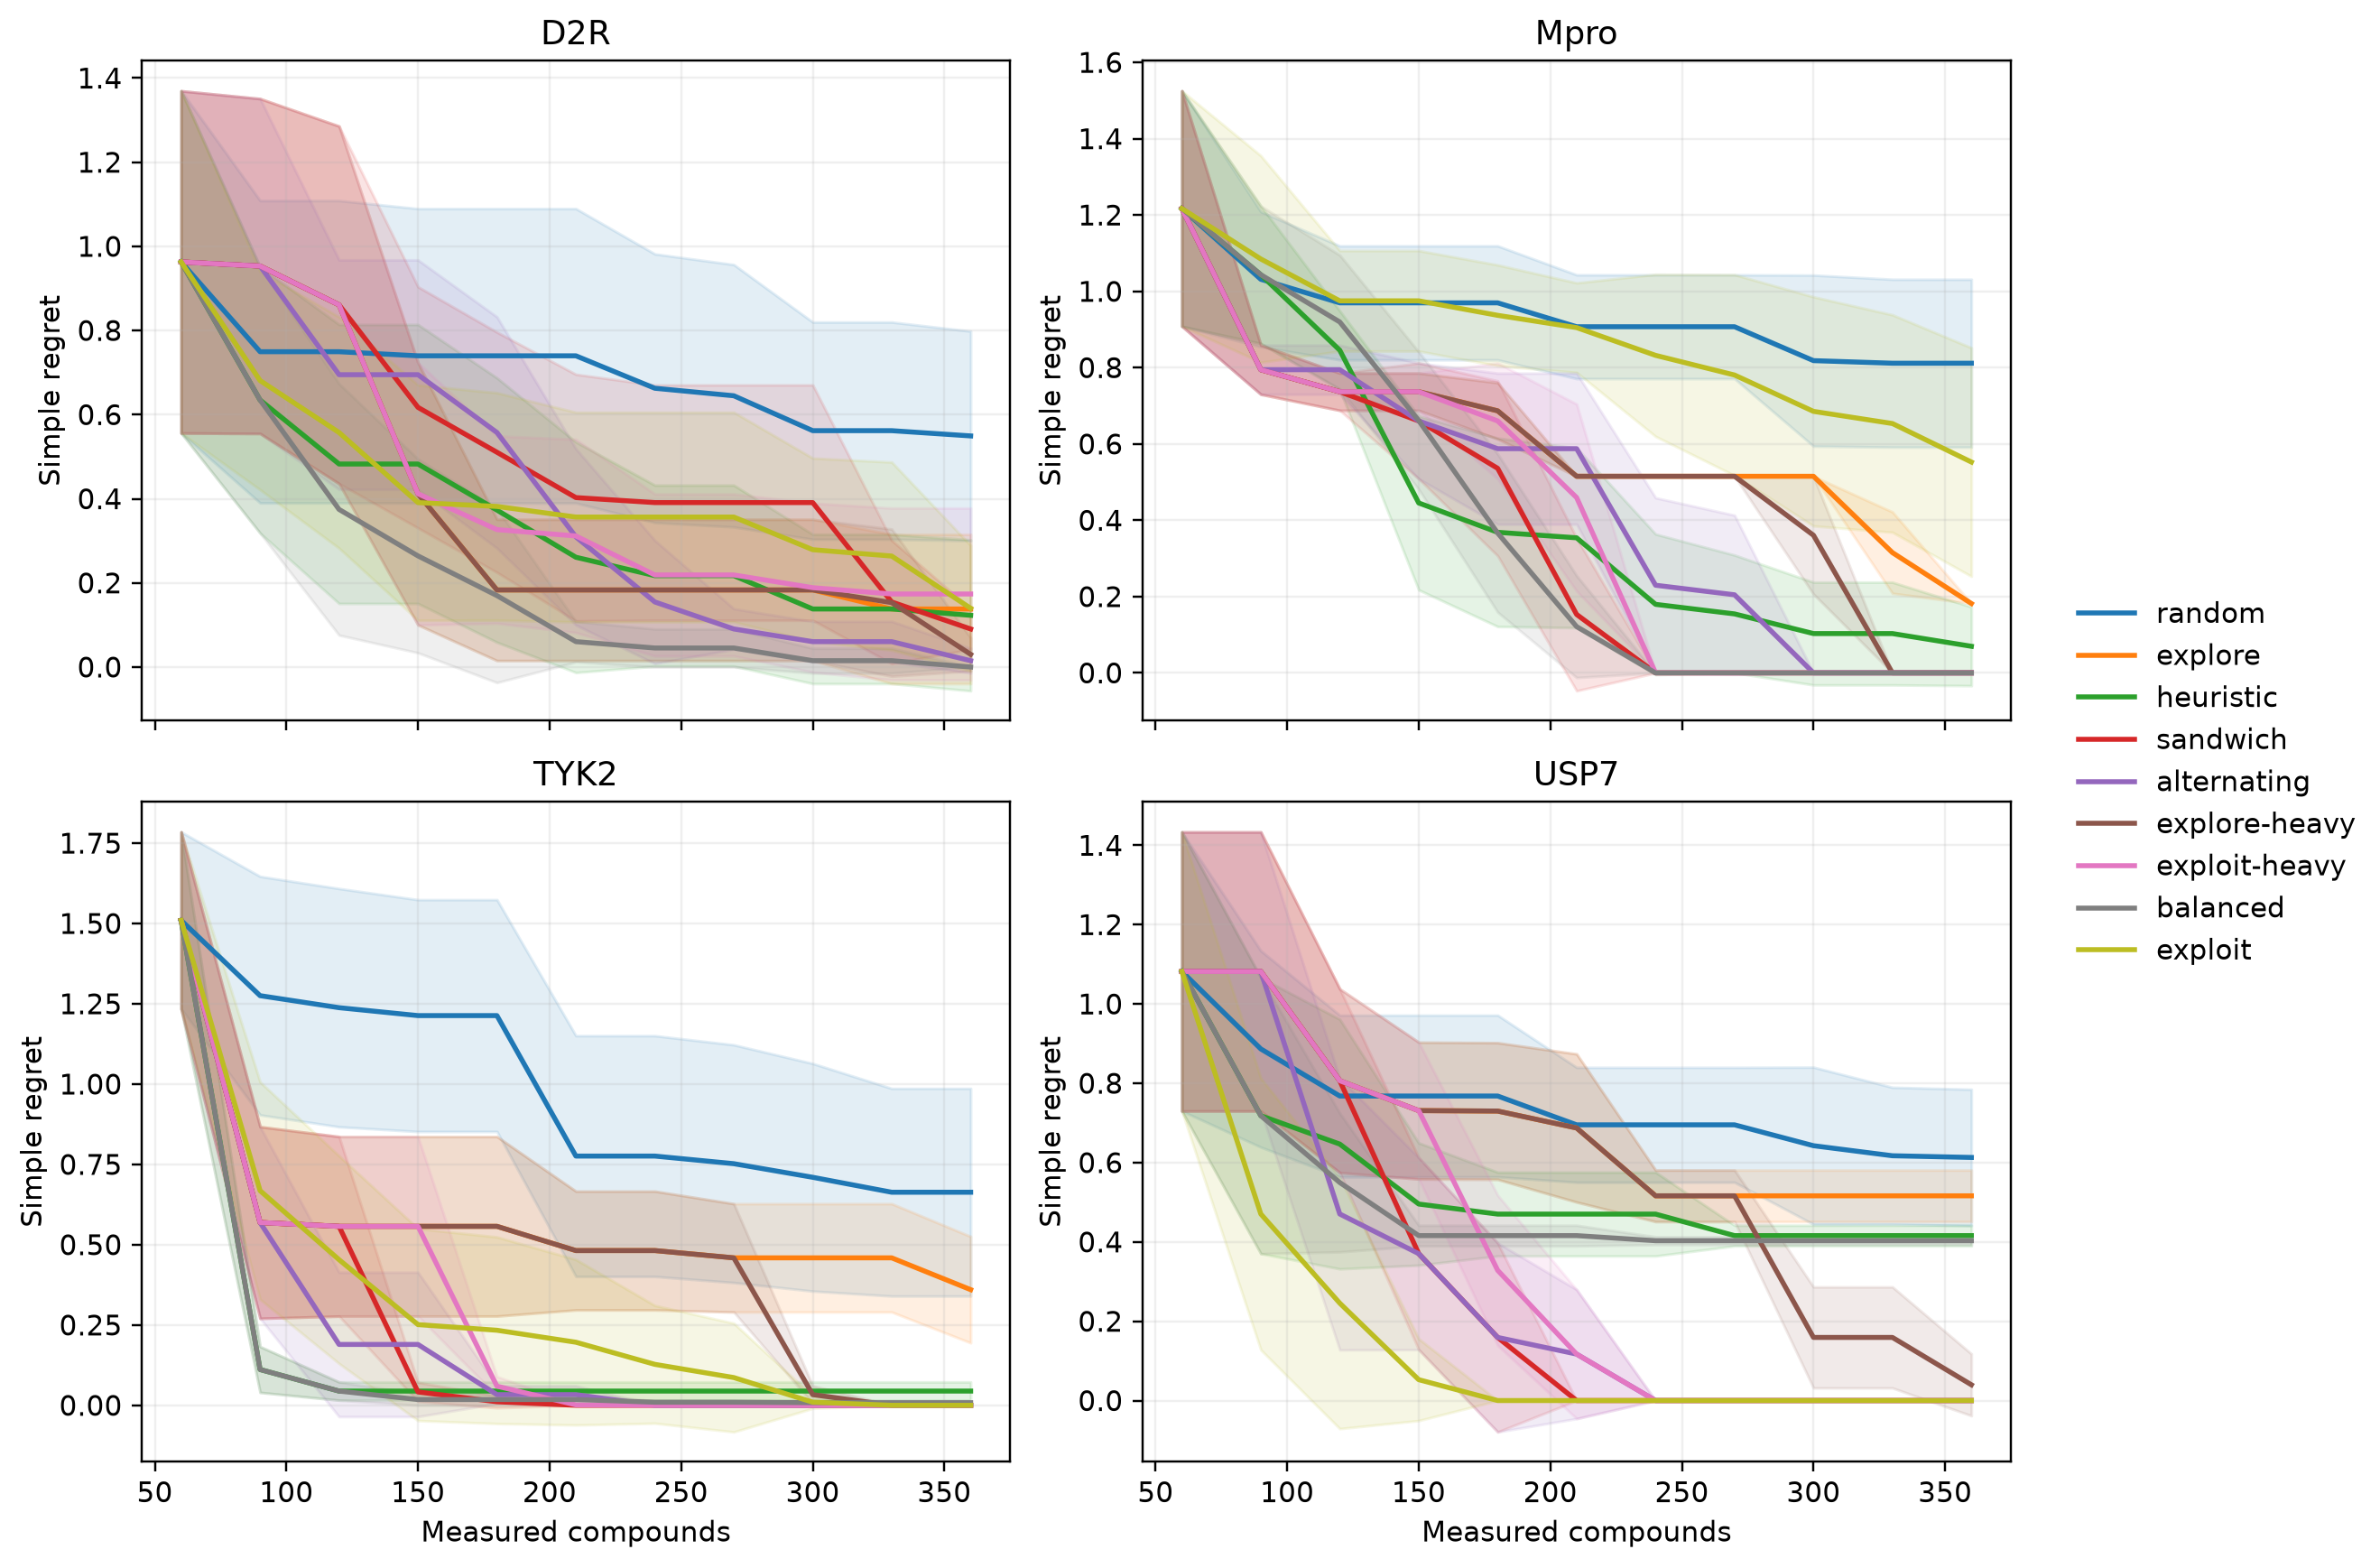 D2R
1.4
1.2
1.0
0.8
0.6
0.4
0.2
0.0
Simple regret
Mpro
1.6
1.4
1.2
1.0
0.8
0.6
0.4
0.2
0.0
Simple regret
TYK2
1.75
1.50
1.25
1.00
0.75
0.50
0.25
0.00
Simple regret
50 100 150 200 250 300 350
Measured compounds
USP7
1.4
1.2
1.0
0.8
0.6
0.4
0.2
0.0
Simple regret
50 100 150 200 250 300 350
Measured compounds
random
explore
heuristic
sandwich
alternating
explore-heavy
exploit-heavy
balanced
exploit